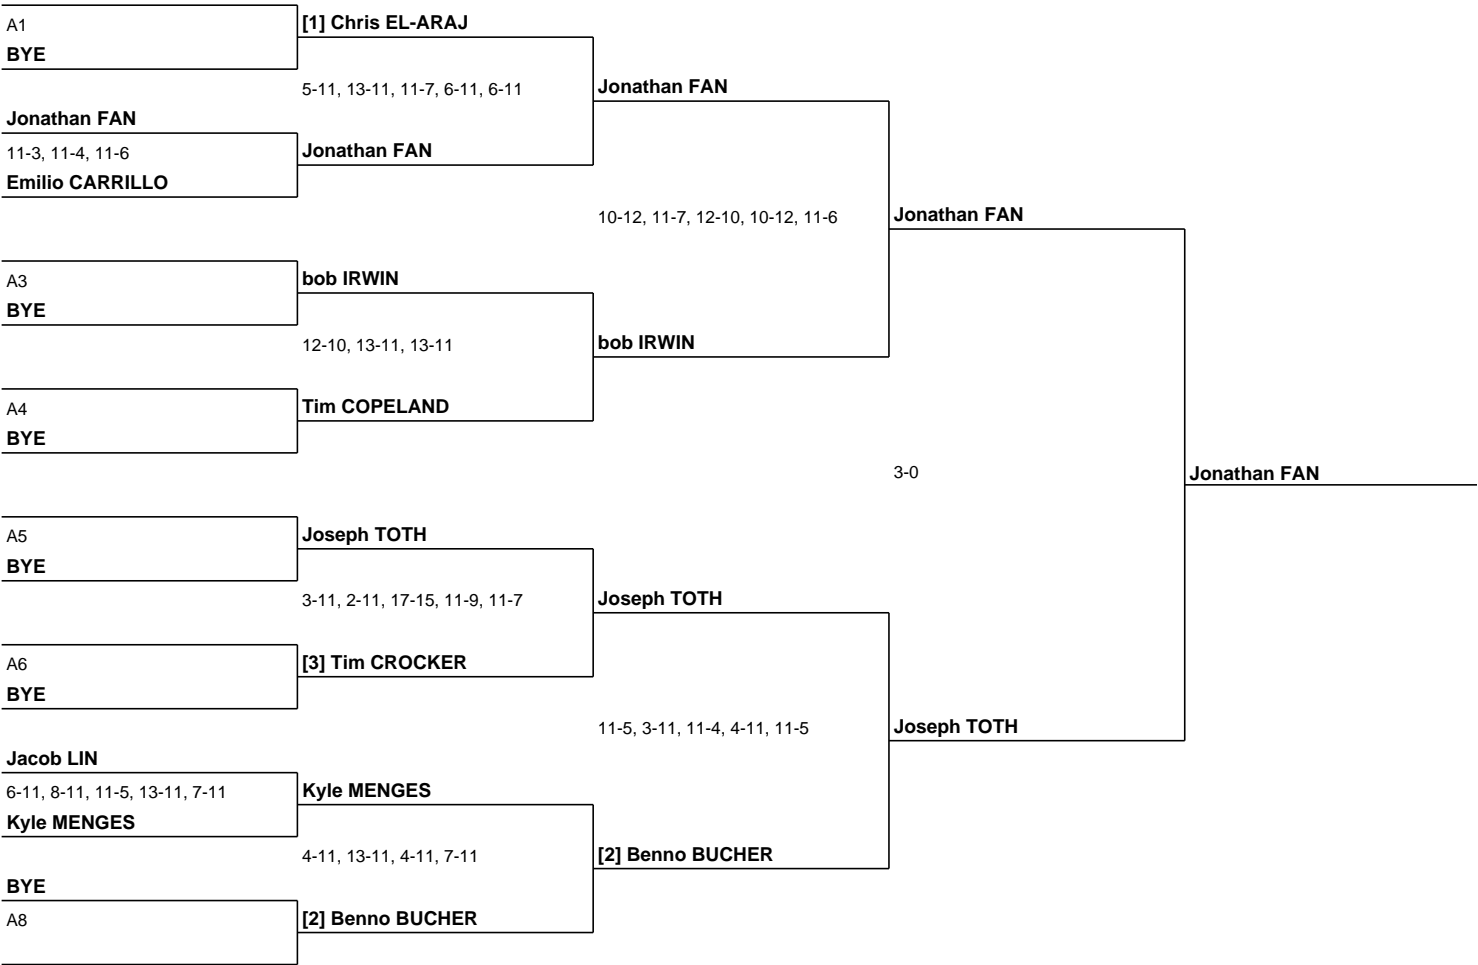 A1
BYE
[1] Chris EL-ARAJ
5-11, 13-11, 11-7, 6-11, 6-11
Jonathan FAN
Jonathan FAN
11-3, 11-4, 11-6
Emilio CARRILLO
Jonathan FAN
10-12, 11-7, 12-10, 10-12, 11-6
Jonathan FAN
A3
BYE
bob IRWIN
12-10, 13-11, 13-11
bob IRWIN
A4
BYE
Tim COPELAND
3-0
Jonathan FAN
A5
BYE
Joseph TOTH
3-11, 2-11, 17-15, 11-9, 11-7
Joseph TOTH
A6
BYE
[3] Tim CROCKER
11-5, 3-11, 11-4, 4-11, 11-5
Joseph TOTH
Jacob LIN
6-11, 8-11, 11-5, 13-11, 7-11
Kyle MENGES
Kyle MENGES
4-11, 13-11, 4-11, 7-11
[2] Benno BUCHER
BYE
A8
[2] Benno BUCHER